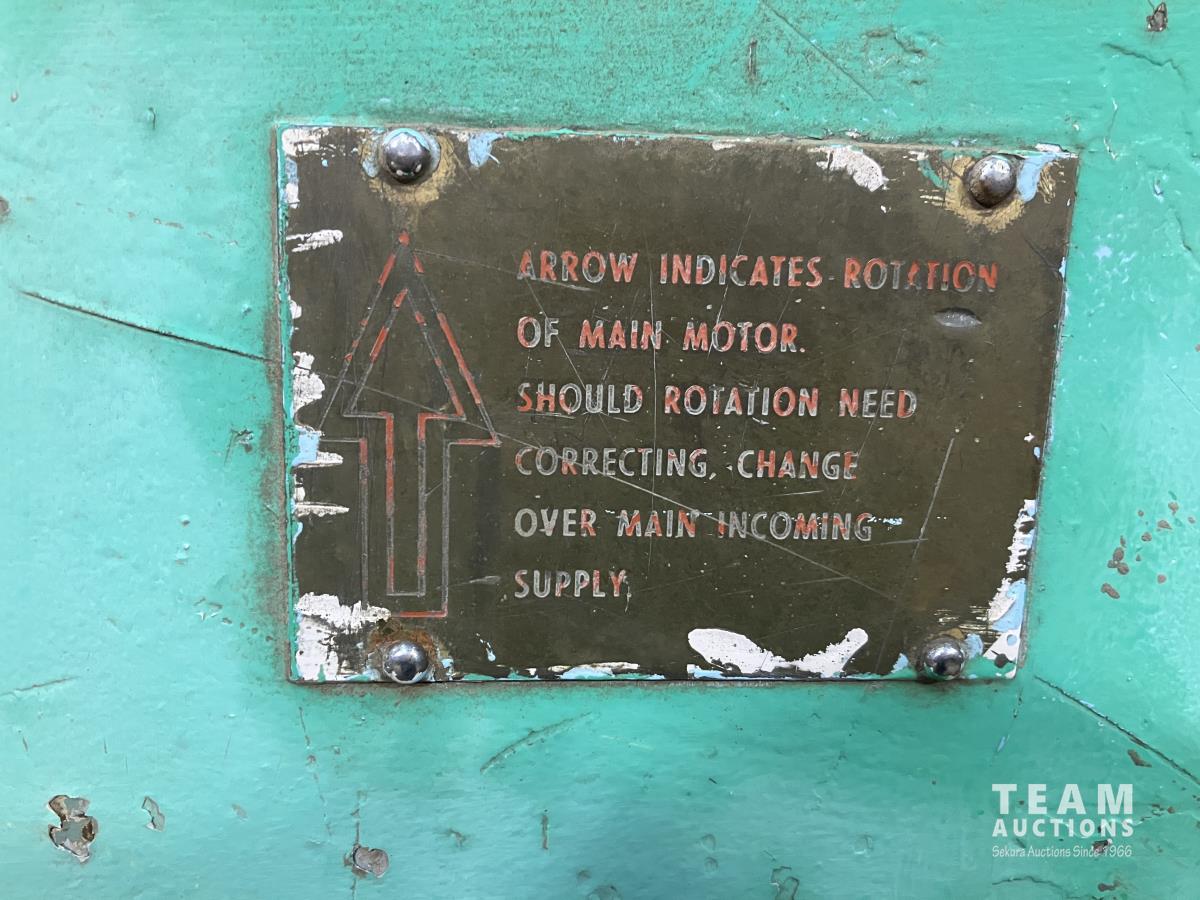 ARROW INDICATES ROTATION
OF MAIN MOTOR.
SHOULD ROTATION NEED
CORRECTING, CHANGE
OVER MAIN INCOMING
SUPPLY.
TEAM
AUCTIONS
Sekura Auctions Since 1966